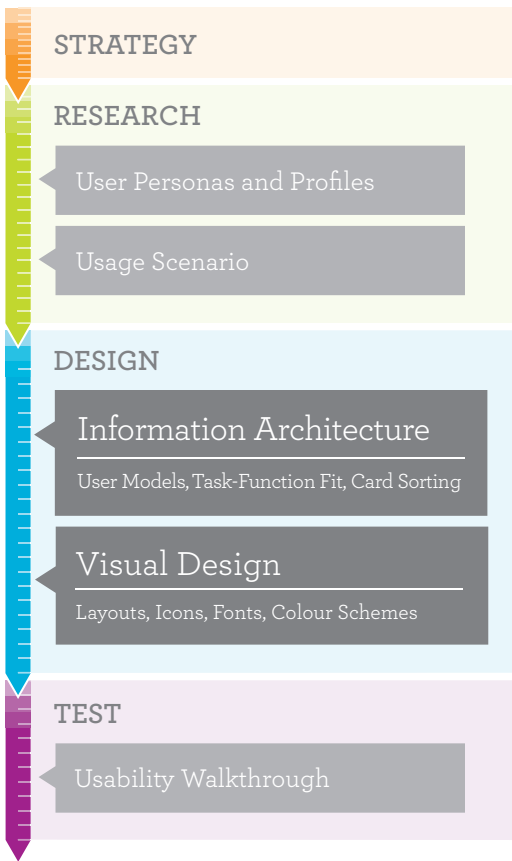 STRATEGY
RESEARCH
User Personas and Profiles
Usage Scenario
DESIGN
Information Architecture
User Models, Task-Function Fit, Card Sorting
Visual Design
Layouts, Icons, Fonts, Colour Schemes
TEST
Usability Walkthrough